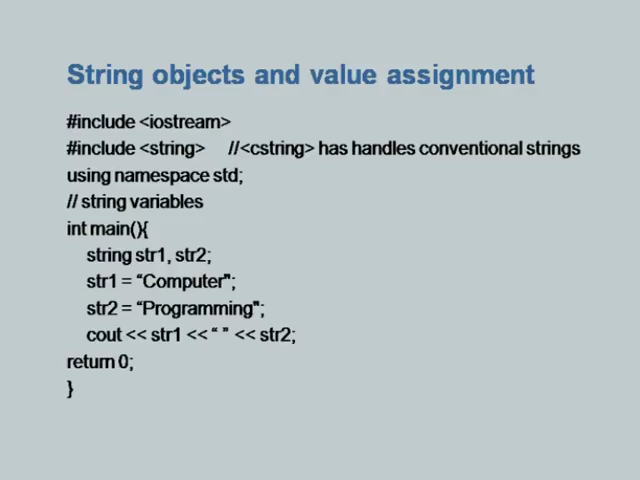 String objects and value assignment
#include <iostream>
#include <string> //<cstring> has handles conventional strings
using namespace std;
// string variables
int main(){
string str1, str2;
str1 = “Computer";
str2 = “Programming";
cout << str1 << “ ” << str2;
return 0;
}